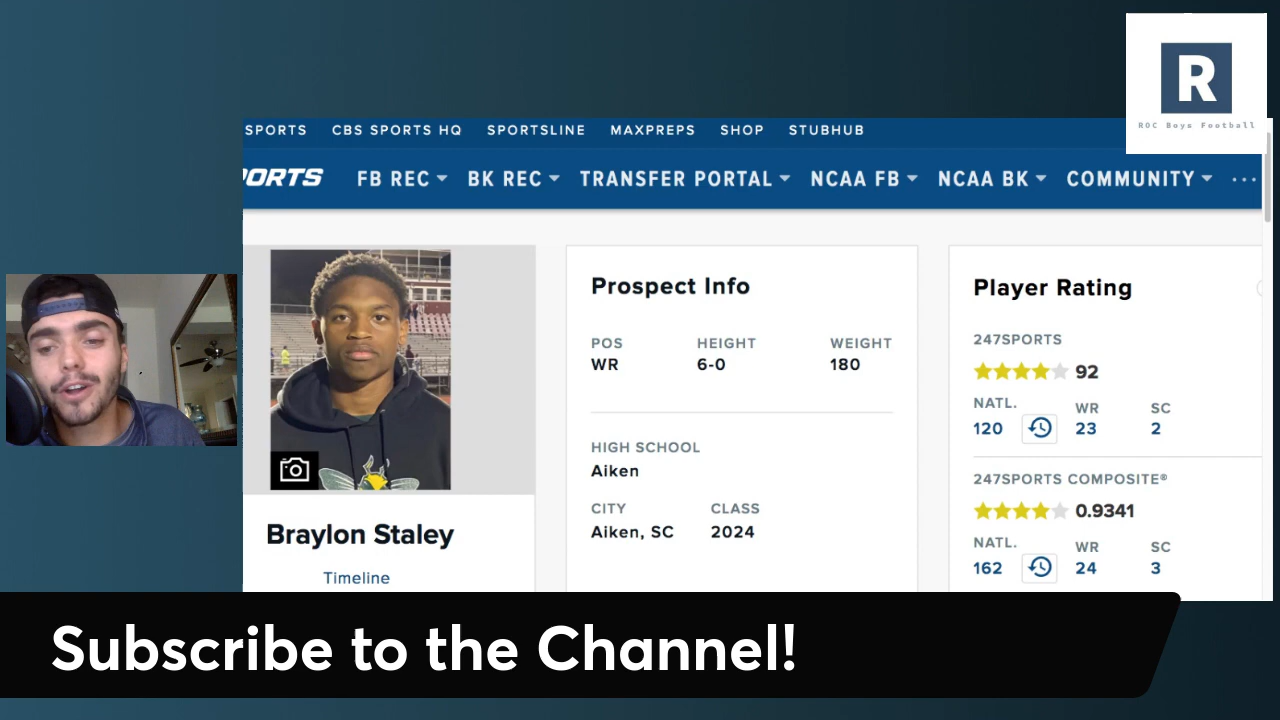 R
ROC Boys Football
SPORTS CBS SPORTS HQ SPORTSLINE MAXPREPS SHOP STUBHUB
ORTS FB REC BK REC TRANSFER PORTAL NCAA FB NCAA BK COMMUNITY ...
Prospect Info
POS HEIGHT WEIGHT
WR 6-0 180
HIGH SCHOOL
Aiken
CITY CLASS
Aiken, SC 2024
Player Rating
247SPORTS
92
NATL. WR SC
120 23 2
247SPORTS COMPOSITE®
0.9341
NATL. WR SC
162 24 3
Braylon Staley
Timeline
Subscribe to the Channel!